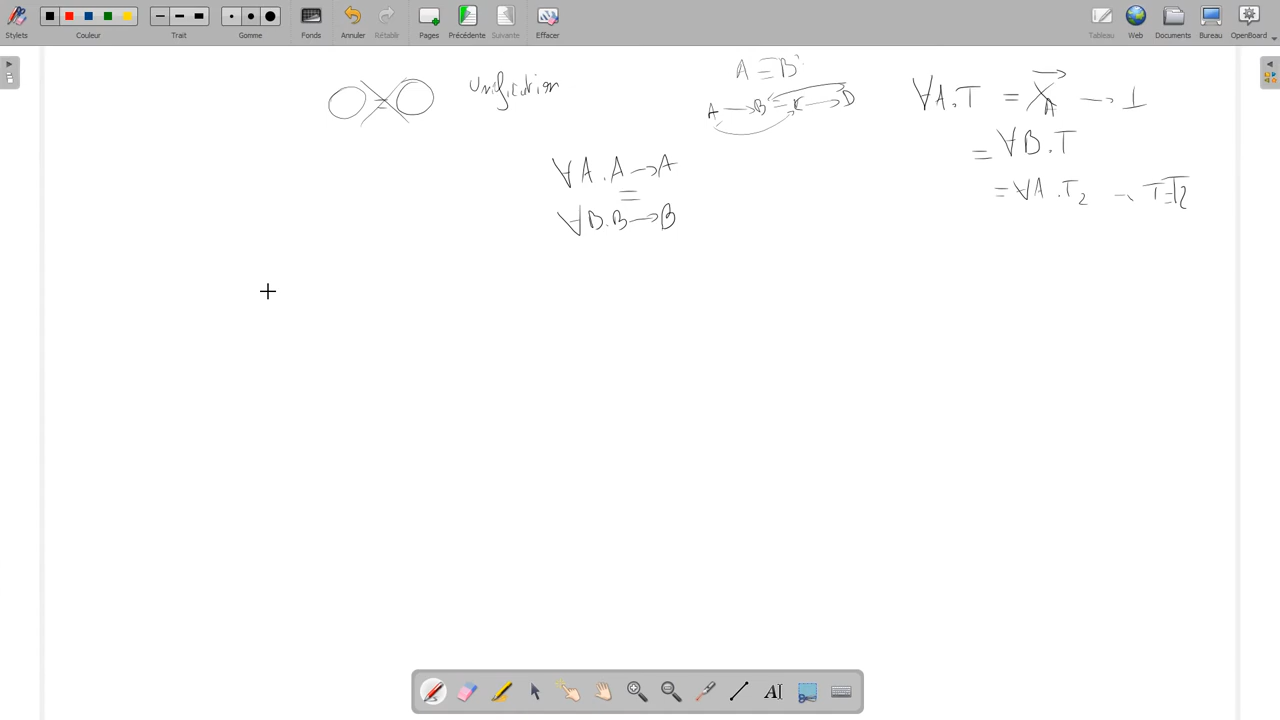 Stylets Couleur Trait Gomme Fonds Annuler Rétablir Pages Précédente Suivante Effacer Tableau Web Documents Bureau OpenBoard
Unification
A ≡ B
A → B = C → D
∀A.A → A
=
∀B.B → B
∀A.T = → ⊥
= ∀B.T
= ∀A.T₂ → T=T₂
AI